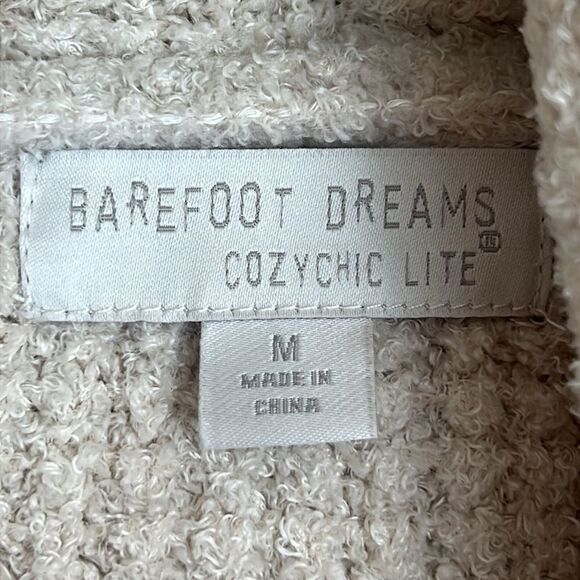 BAREFOOT DREAMS
COZYCHIC LITE
M
MADE IN
CHINA